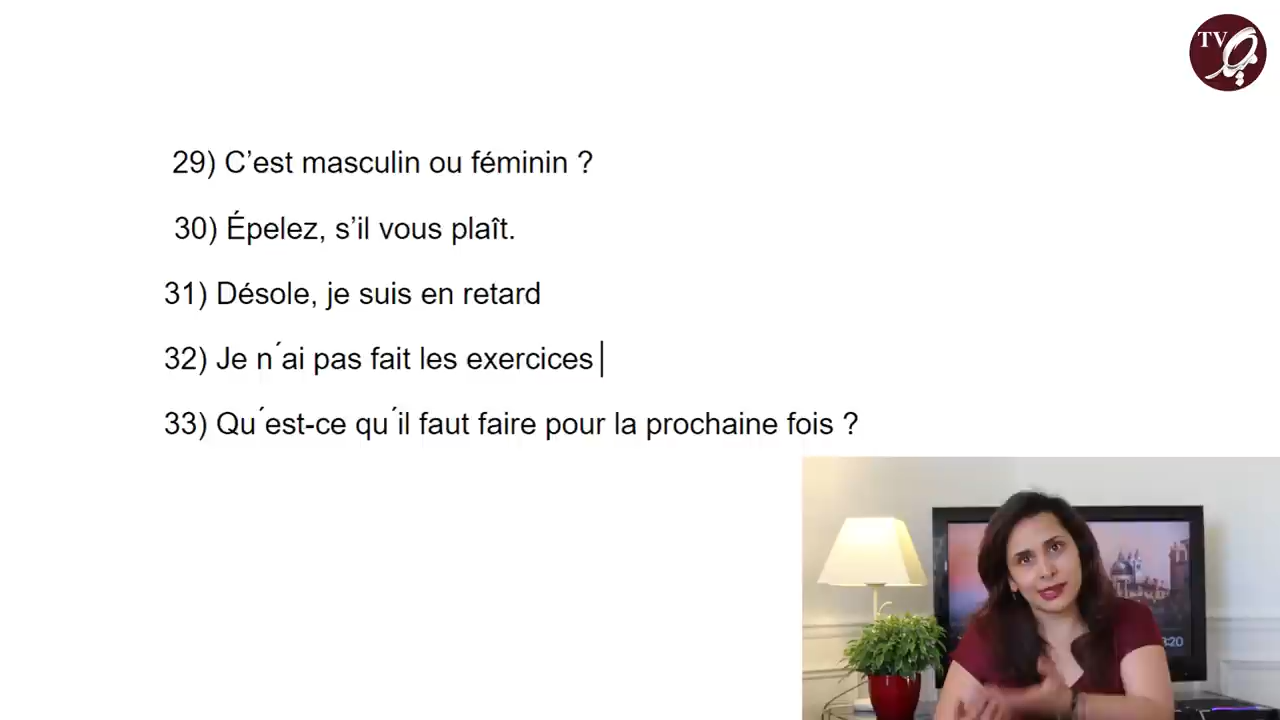 TV
29) C’est masculin ou féminin ?
30) Épelez, s’il vous plaît.
31) Désole, je suis en retard
32) Je n´ai pas fait les exercices
33) Qu´est-ce qu´il faut faire pour la prochaine fois ?
:20